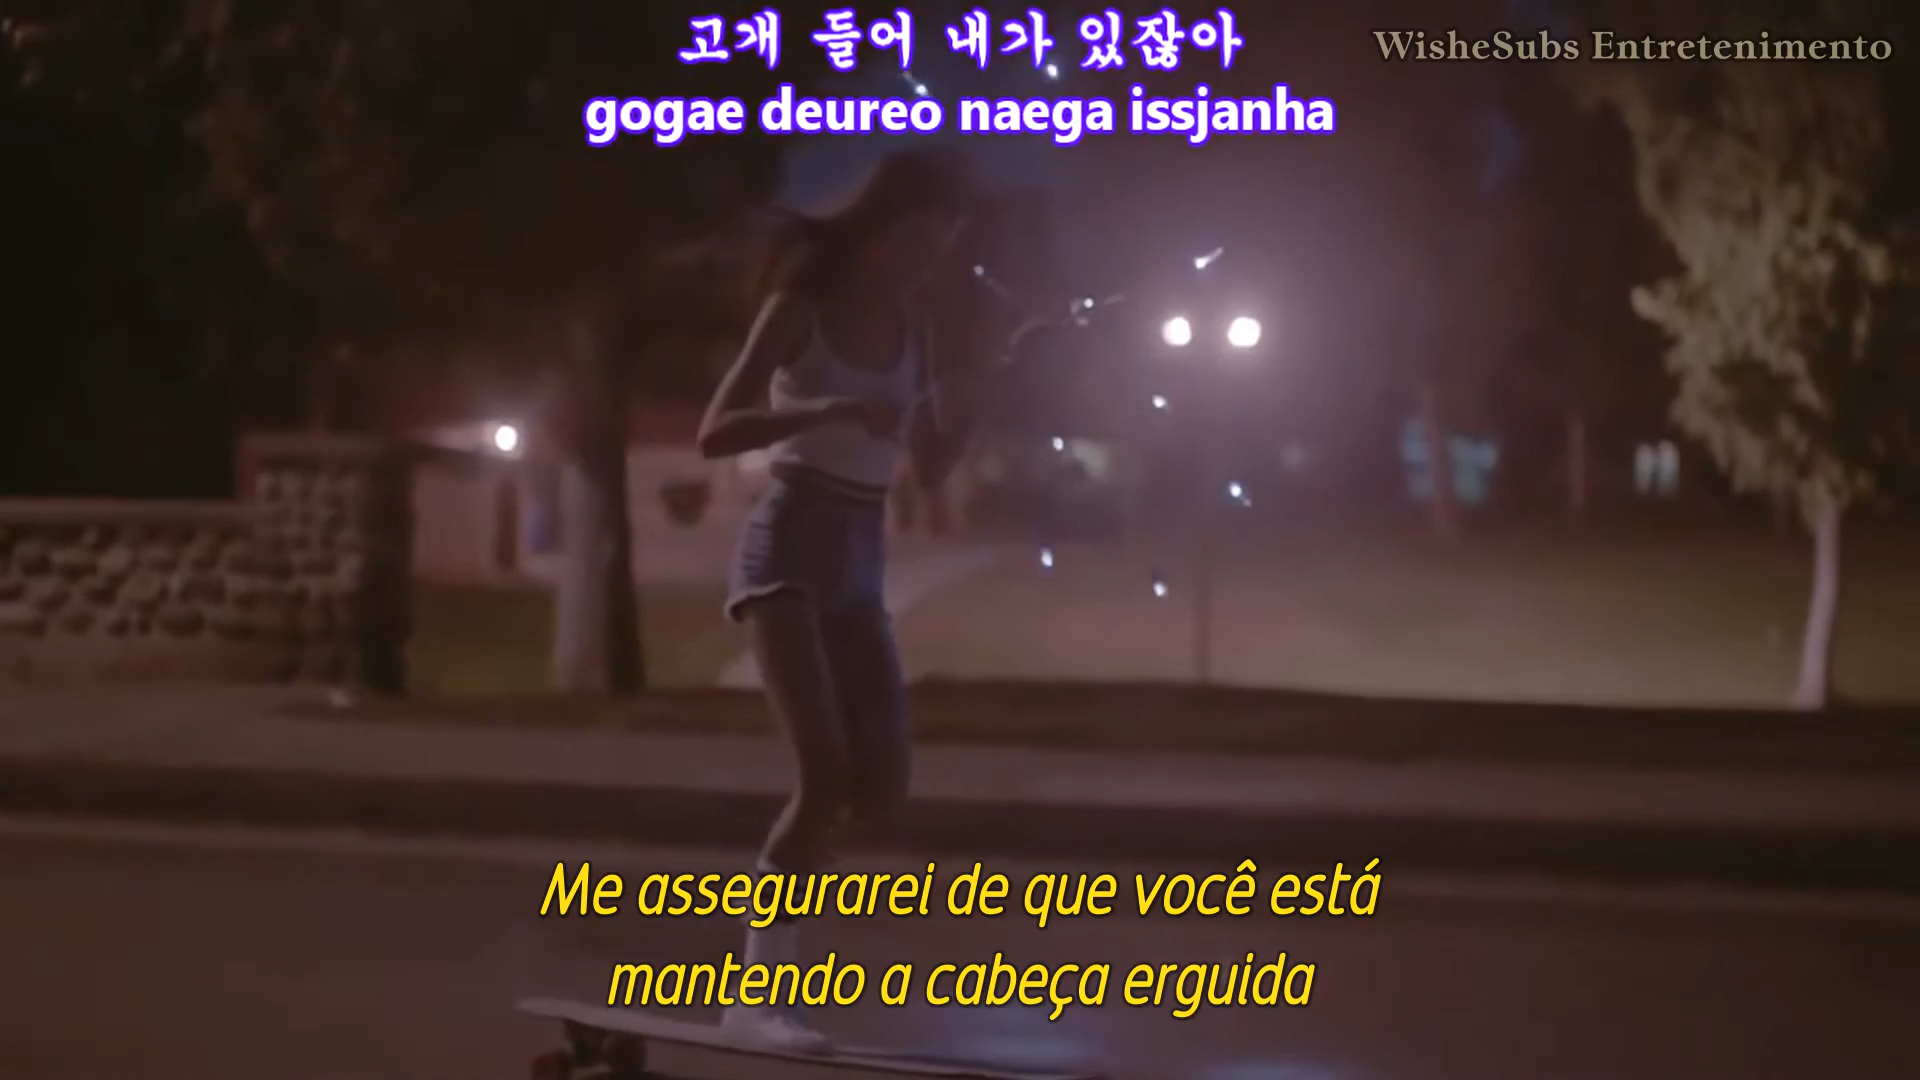 고개 들어 내가 있잖아
WisheSubs Entretenimento
gogae deureo naega issjanha
Me assegurarei de que você está
mantendo a cabeça erguida